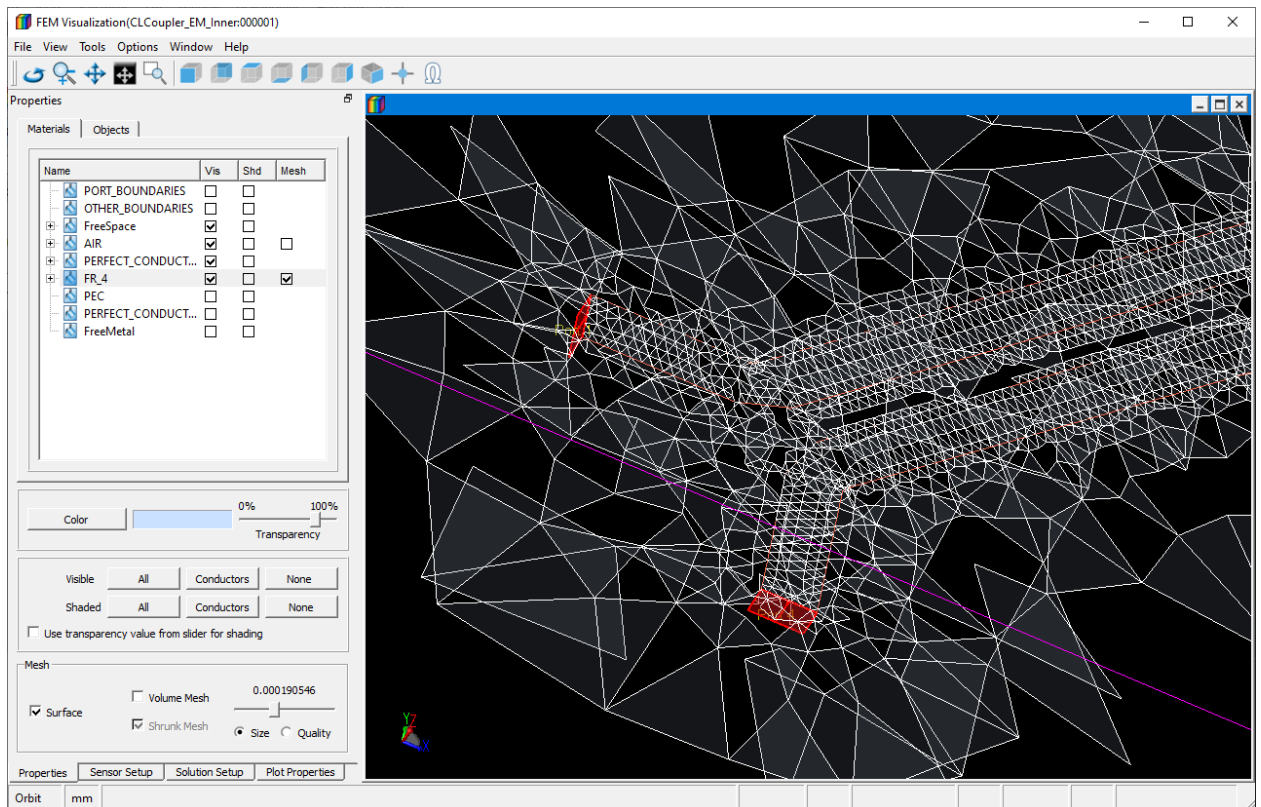 FEM Visualization(CLCoupler_EM_Inner:000001)
File View Tools Options Window Help
Properties
Materials Objects
Name Vis Shd Mesh
PORT_BOUNDARIES
OTHER_BOUNDARIES
FreeSpace
AIR
PERFECT_CONDUCT...
FR_4
PEC
PERFECT_CONDUCT...
FreeMetal
Color 0% 100%
Transparency
Visible All Conductors None
Shaded All Conductors None
Use transparency value from slider for shading
Mesh
Surface
Volume Mesh 0.000190546
Shrunk Mesh Size Quality
Y Z
X
Properties Sensor Setup Solution Setup Plot Properties
Orbit mm